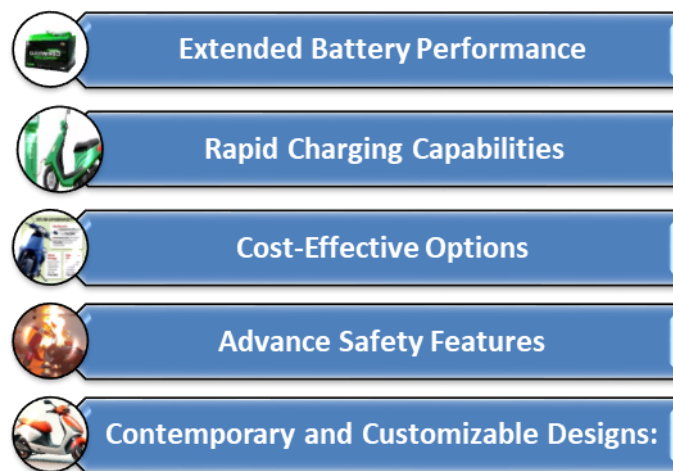 Extended Battery Performance
Rapid Charging Capabilities
Cost-Effective Options
Advance Safety Features
Contemporary and Customizable Designs: